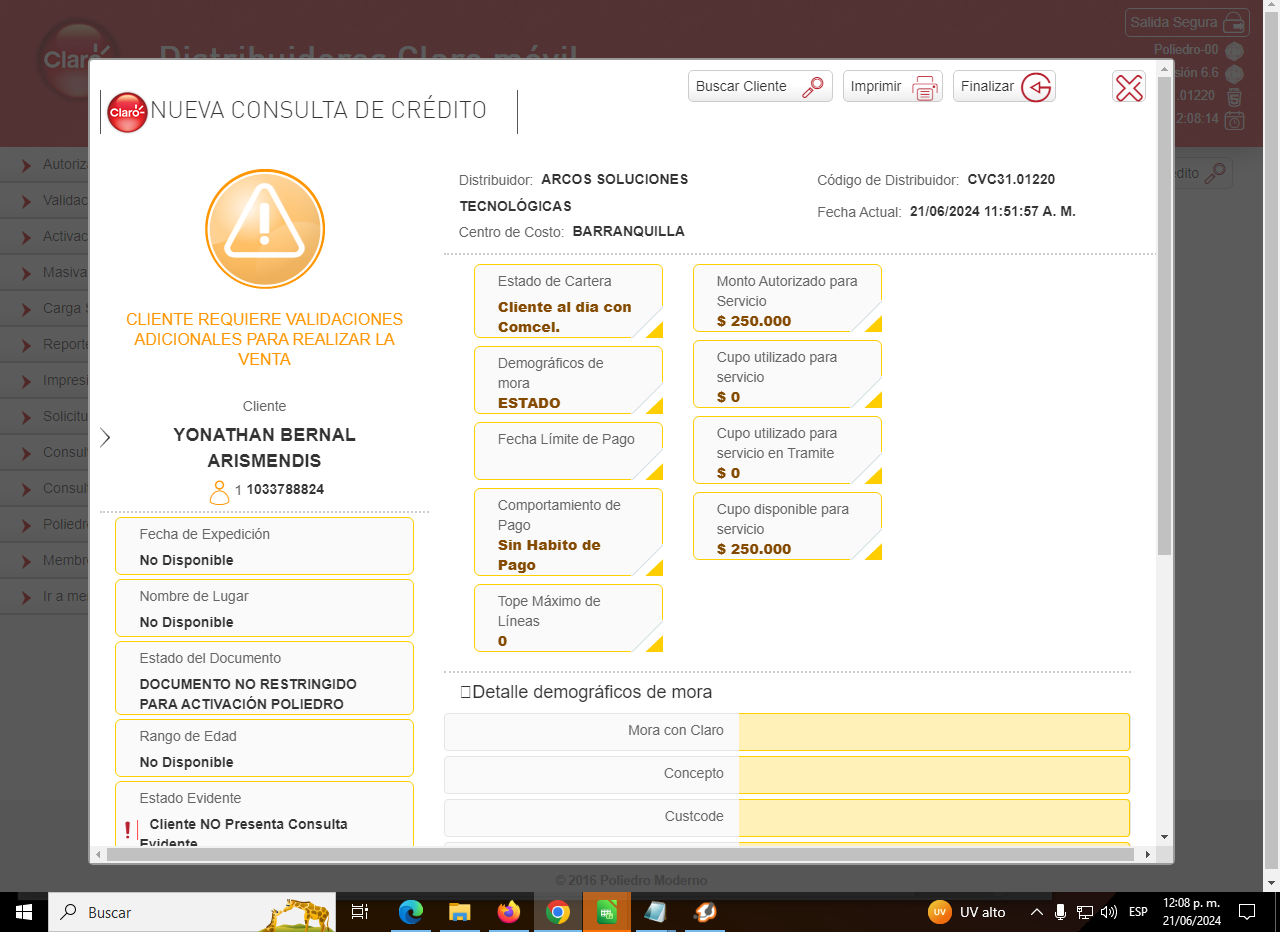 Claro
Distribuidores Claro móvil
Salida Segura
Poliedro-00
sión 6.6
.01220
2:08:14
Buscar Cliente
Imprimir
Finalizar
Claro
NUEVA CONSULTA DE CRÉDITO
Autoriz
Validac
Activac
Masiva
Carga S
Reporte
Impresi
Solicitu
Consul
Consul
Poliedr
Membr
Ir a me
édito
CLIENTE REQUIERE VALIDACIONES
ADICIONALES PARA REALIZAR LA
VENTA
Cliente
YONATHAN BERNAL
ARISMENDIS
1 1033788824
Fecha de Expedición
No Disponible
Nombre de Lugar
No Disponible
Estado del Documento
DOCUMENTO NO RESTRINGIDO
PARA ACTIVACIÓN POLIEDRO
Rango de Edad
No Disponible
Estado Evidente
Cliente NO Presenta Consulta
Evidente
Distribuidor: ARCOS SOLUCIONES
TECNOLÓGICAS
Centro de Costo: BARRANQUILLA
Código de Distribuidor: CVC31.01220
Fecha Actual: 21/06/2024 11:51:57 A. M.
Estado de Cartera
Cliente al dia con
Comcel.
Demográficos de
mora
ESTADO
Fecha Límite de Pago
Comportamiento de
Pago
Sin Habito de
Pago
Tope Máximo de
Líneas
0
Monto Autorizado para
Servicio
$ 250.000
Cupo utilizado para
servicio
$ 0
Cupo utilizado para
servicio en Tramite
$ 0
Cupo disponible para
servicio
$ 250.000
Detalle demográficos de mora
Mora con Claro
Concepto
Custcode
© 2016 Poliedro Moderno
Buscar
UV
UV alto
ESP
12:08 p. m.
21/06/2024